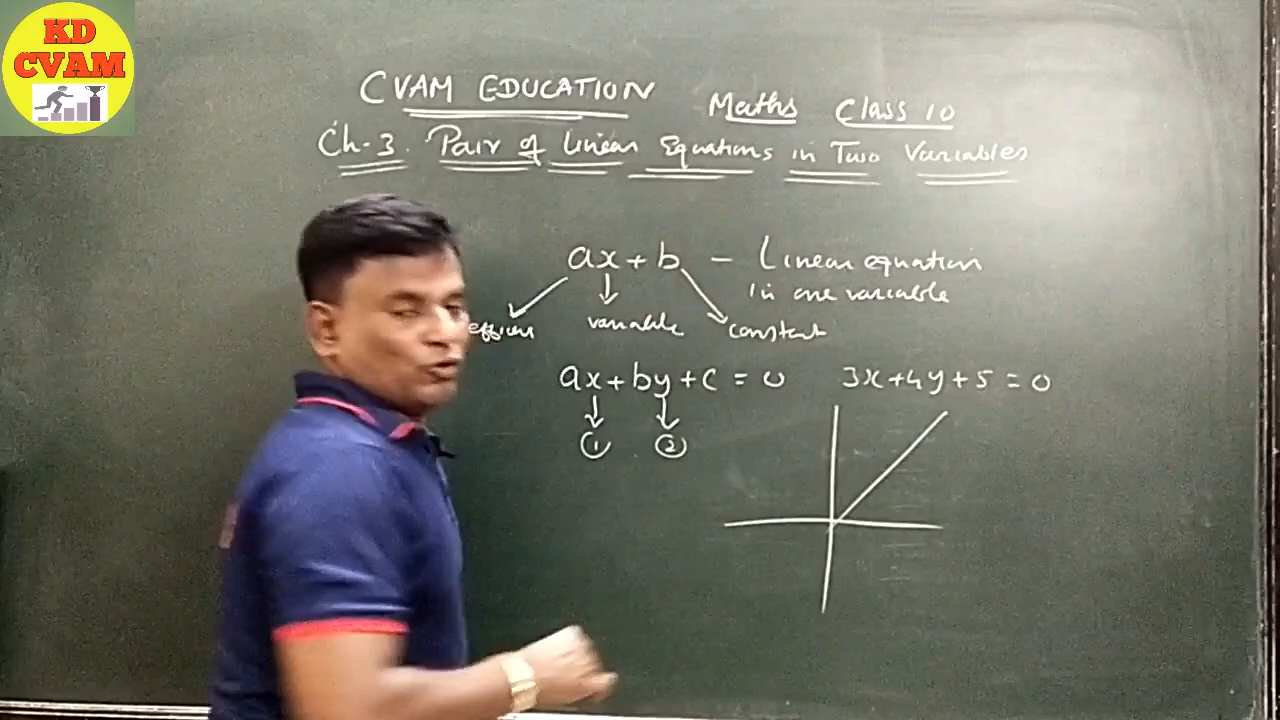 KD
CVAM
CVAM EDUCATION Maths Class 10
Ch-3. Pair of Linear Equations in Two Variables
ax + b - Linear equation
in one variable
variable constant
ax + by + c = 0 3x + 4y + 5 = 0
1 2